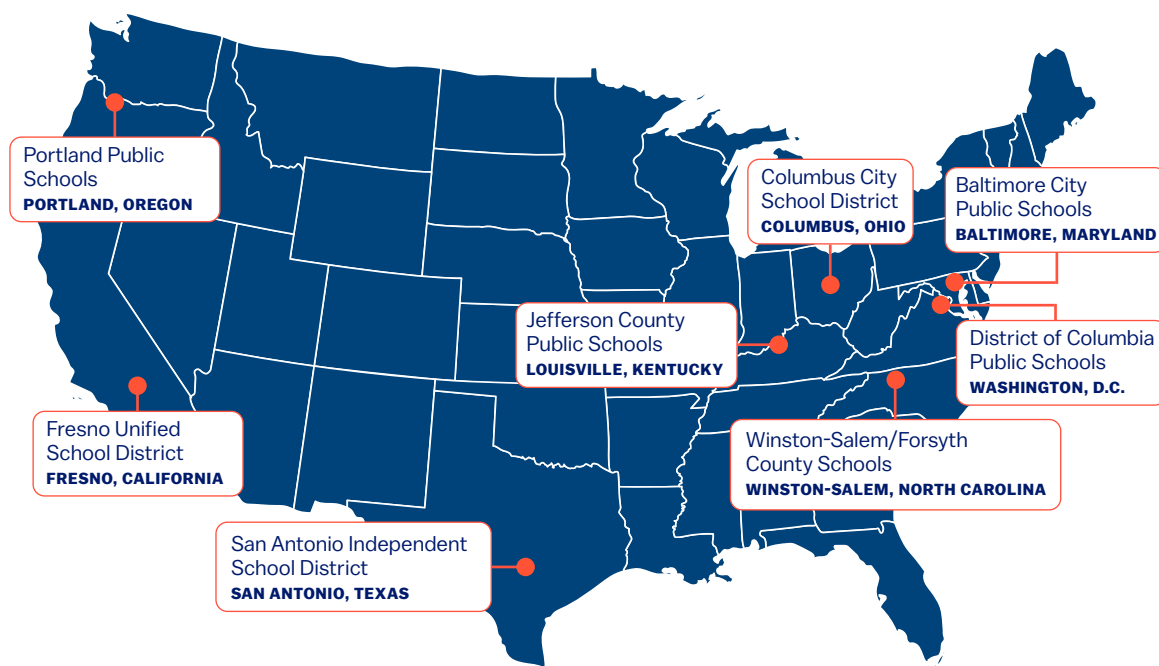 Portland Public
Schools
PORTLAND, OREGON
Columbus City
School District
COLUMBUS, OHIO
Baltimore City
Public Schools
BALTIMORE, MARYLAND
Jefferson County
Public Schools
LOUISVILLE, KENTUCKY
District of Columbia
Public Schools
WASHINGTON, D.C.
Fresno Unified
School District
FRESNO, CALIFORNIA
Winston-Salem/Forsyth
County Schools
WINSTON-SALEM, NORTH CAROLINA
San Antonio Independent
School District
SAN ANTONIO, TEXAS